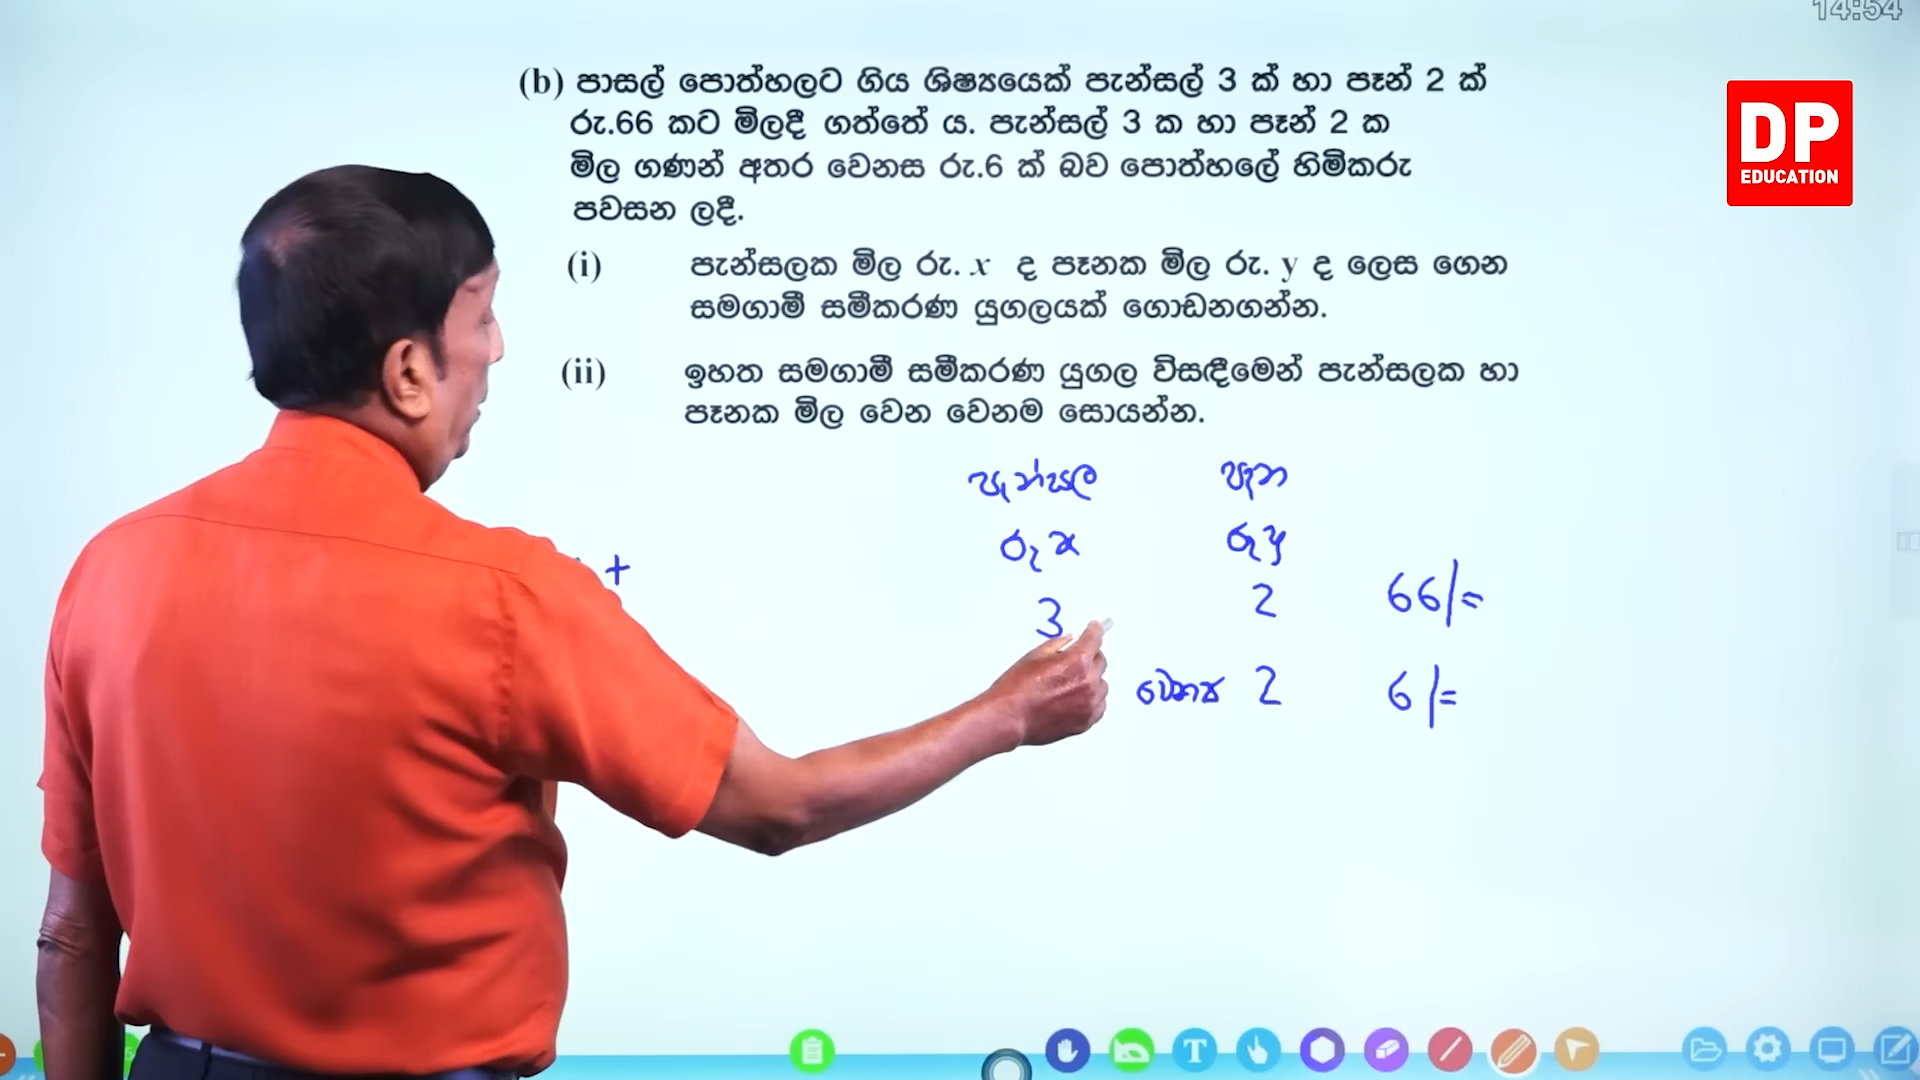 14:54
(b) පාසල් පොත්හලට ගිය ශිෂ්‍යයෙක් පැන්සල් 3 ක් හා පෑන් 2 ක්
රු.66 කට මිලදී ගත්තේ ය. පැන්සල් 3 ක හා පෑන් 2 ක
මිල ගණන් අතර වෙනස රු.6 ක් බව පොත්හලේ හිමිකරු
පවසන ලදී.
DP
EDUCATION
(i) පැන්සලක මිල රු. x ද පෑනක මිල රු. y ද ලෙස ගෙන
සමගාමී සමීකරණ යුගලයක් ගොඩනගන්න.
(ii) ඉහත සමගාමී සමීකරණ යුගල විසඳීමෙන් පැන්සලක හා
පෑනක මිල වෙන වෙනම සොයන්න.
පැන්සල පෑන
රු x රු y
+
3 2 66/=
2 6/=
T